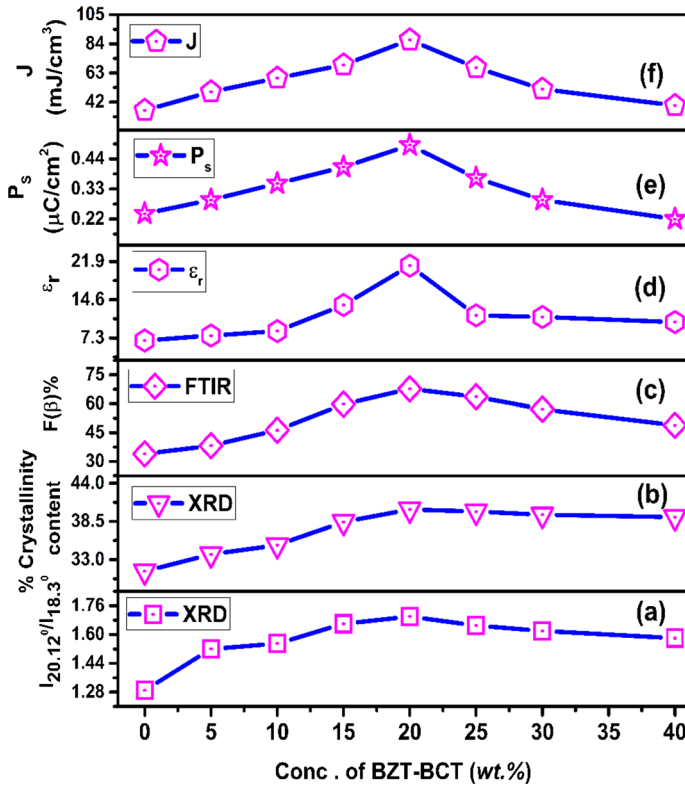 105
84
63
42
J
(mJ/cm³)
J
(f)
0.44
0.33
0.22
Pₛ
(μC/cm²)
Pₛ
(e)
21.9
14.6
7.3
εᵣ
εᵣ
(d)
75
60
45
30
F(β)%
FTIR
(c)
44.0
38.5
33.0
% Crystallinity
content
XRD
(b)
1.76
1.60
1.44
1.28
I20.12⁰/I18.3⁰
XRD
(a)
0 5 10 15 20 25 30 35 40
Conc . of BZT-BCT (wt.%)